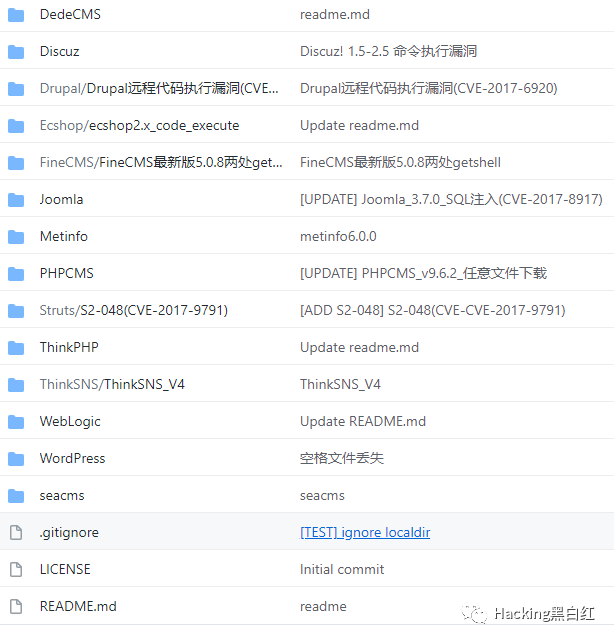 DedeCMS readme.md
Discuz Discuz! 1.5-2.5 命令执行漏洞
Drupal/Drupal远程代码执行漏洞(CVE... Drupal远程代码执行漏洞(CVE-2017-6920)
Ecshop/ecshop2.x_code_execute Update readme.md
FineCMS/FineCMS最新版5.0.8两处get... FineCMS最新版5.0.8两处getshell
Joomla [UPDATE] Joomla_3.7.0_SQL注入(CVE-2017-8917)
Metinfo metinfo6.0.0
PHPCMS [UPDATE] PHPCMS_v9.6.2_任意文件下载
Struts/S2-048(CVE-2017-9791) [ADD S2-048] S2-048(CVE-CVE-2017-9791)
ThinkPHP Update readme.md
ThinkSNS/ThinkSNS_V4 ThinkSNS_V4
WebLogic Update README.md
WordPress 空格文件丢失
seacms seacms
.gitignore [TEST] ignore localdir
LICENSE Initial commit
README.md readme
Hacking黑白红